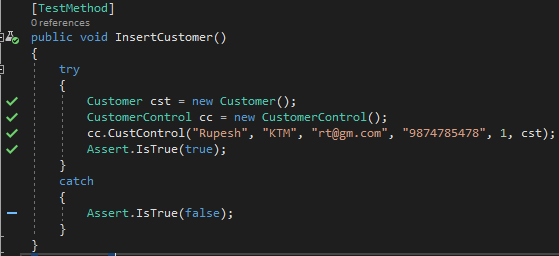 [TestMethod]
0 references
public void InsertCustomer()
{
try
{
Customer cst = new Customer();
CustomerControl cc = new CustomerControl();
cc.CustControl("Rupesh", "KTM", "rt@gm.com", "9874785478", 1, cst);
Assert.IsTrue(true);
}
catch
{
Assert.IsTrue(false);
}
}